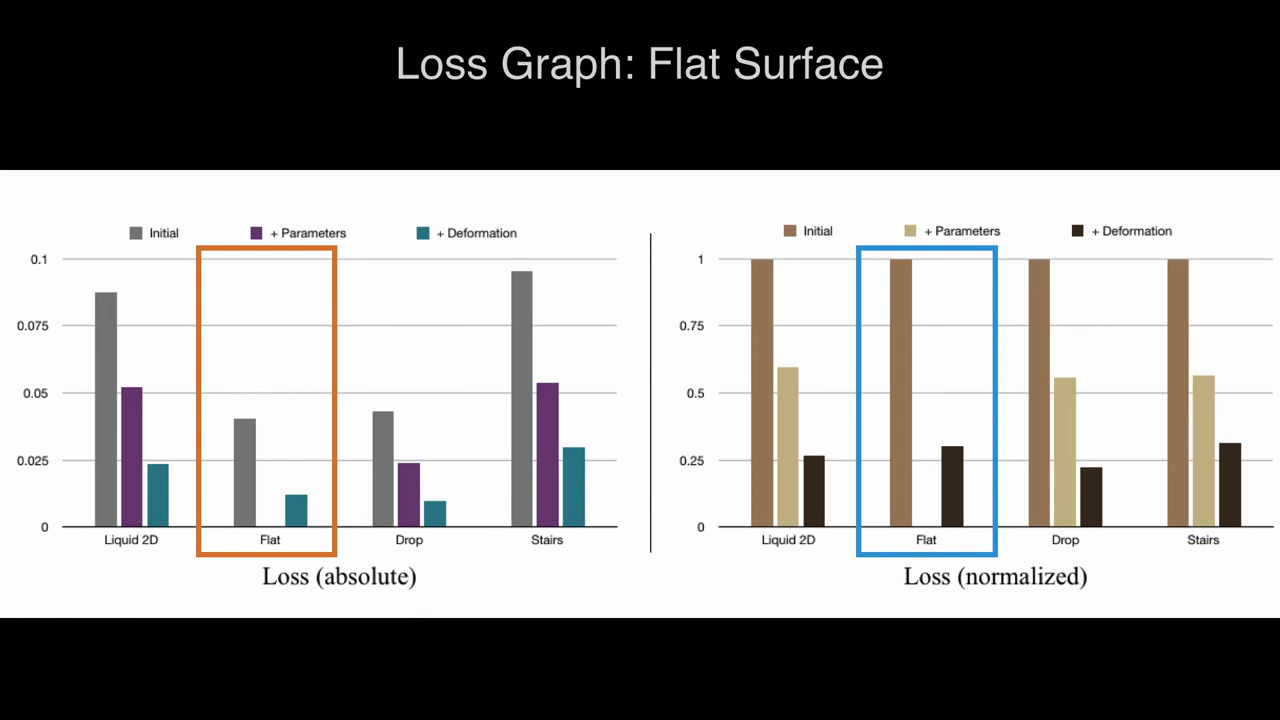 Loss Graph: Flat Surface
Initial + Parameters + Deformation
0.1
0.075
0.05
0.025
0
Liquid 2D Flat Drop Stairs
Loss (absolute)
Initial + Parameters + Deformation
1
0.75
0.5
0.25
0
Liquid 2D Flat Drop Stairs
Loss (normalized)